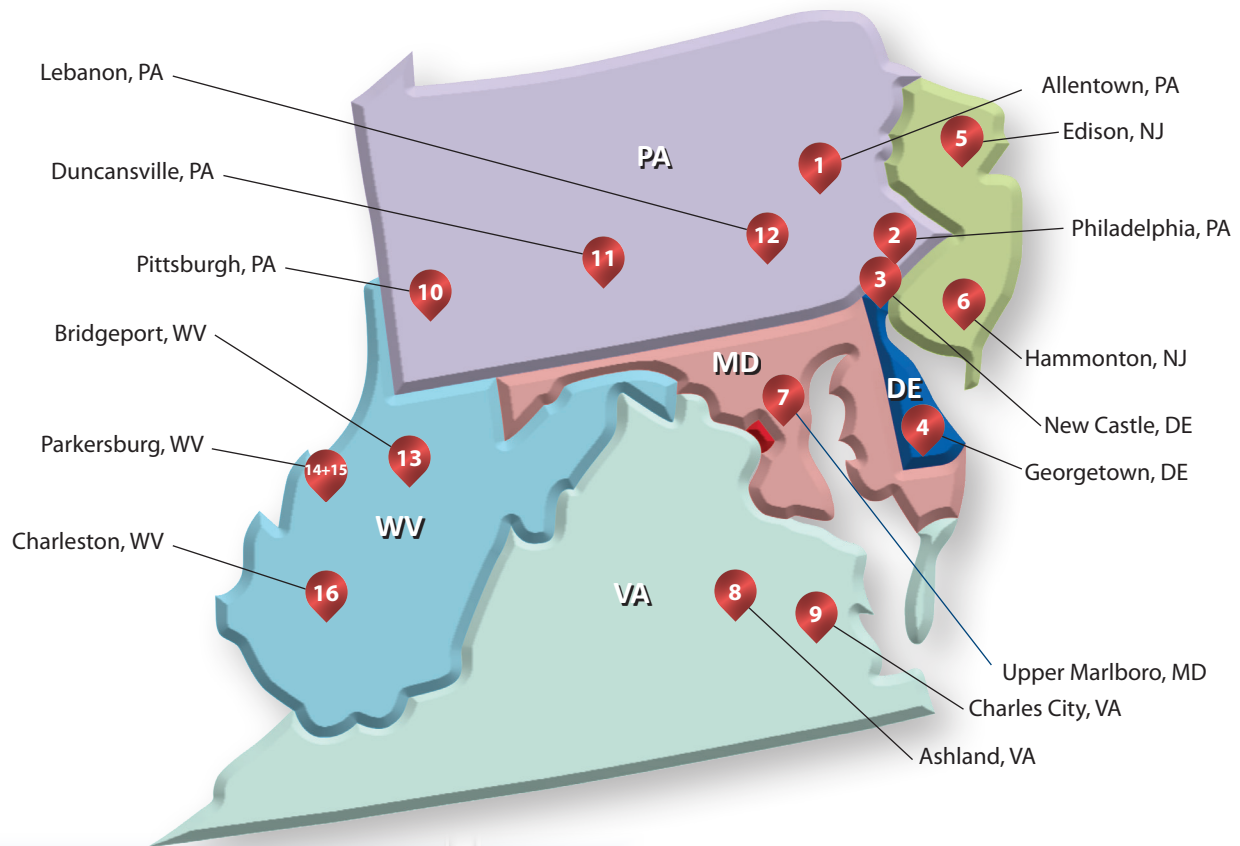 Lebanon, PA
Allentown, PA
Edison, NJ
5
PA
1
Duncansville, PA
12
2
Philadelphia, PA
11
Pittsburgh, PA
10
3
6
Bridgeport, WV
MD
Hammonton, NJ
7
DE
New Castle, DE
4
Parkersburg, WV
14+15
13
Georgetown, DE
WV
Charleston, WV
16
VA
8
9
Upper Marlboro, MD
Charles City, VA
Ashland, VA